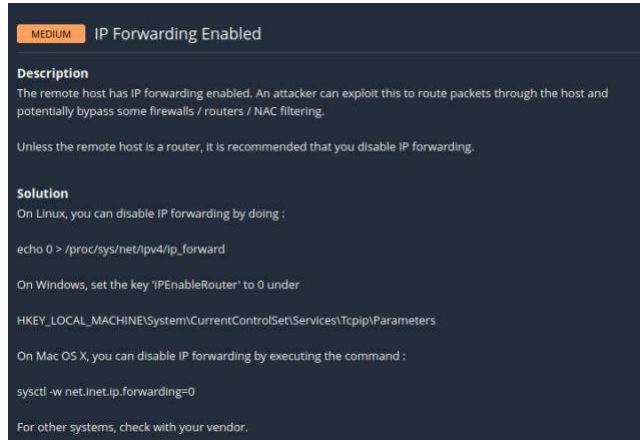 MEDIUM IP Forwarding Enabled
Description
The remote host has IP forwarding enabled. An attacker can exploit this to route packets through the host and
potentially bypass some firewalls / routers / NAC filtering.
Unless the remote host is a router, it is recommended that you disable IP forwarding.
Solution
On Linux, you can disable IP forwarding by doing :
echo 0 > /proc/sys/net/ipv4/ip_forward
On Windows, set the key 'IPEnableRouter' to 0 under
HKEY_LOCAL_MACHINE\System\CurrentControlSet\Services\Tcpip\Parameters
On Mac OS X, you can disable IP forwarding by executing the command :
sysctl -w net.inet.ip.forwarding=0
For other systems, check with your vendor.